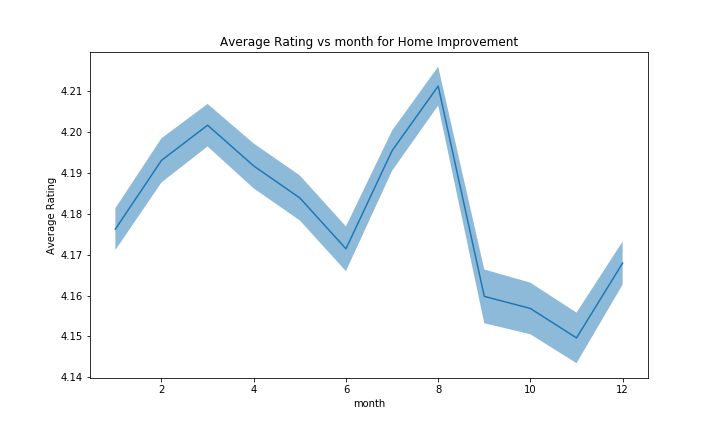 Average Rating vs month for Home Improvement
4.21
4.20
4.19
4.18
4.17
4.16
4.15
4.14
Average Rating
2 4 6 8 10 12
month